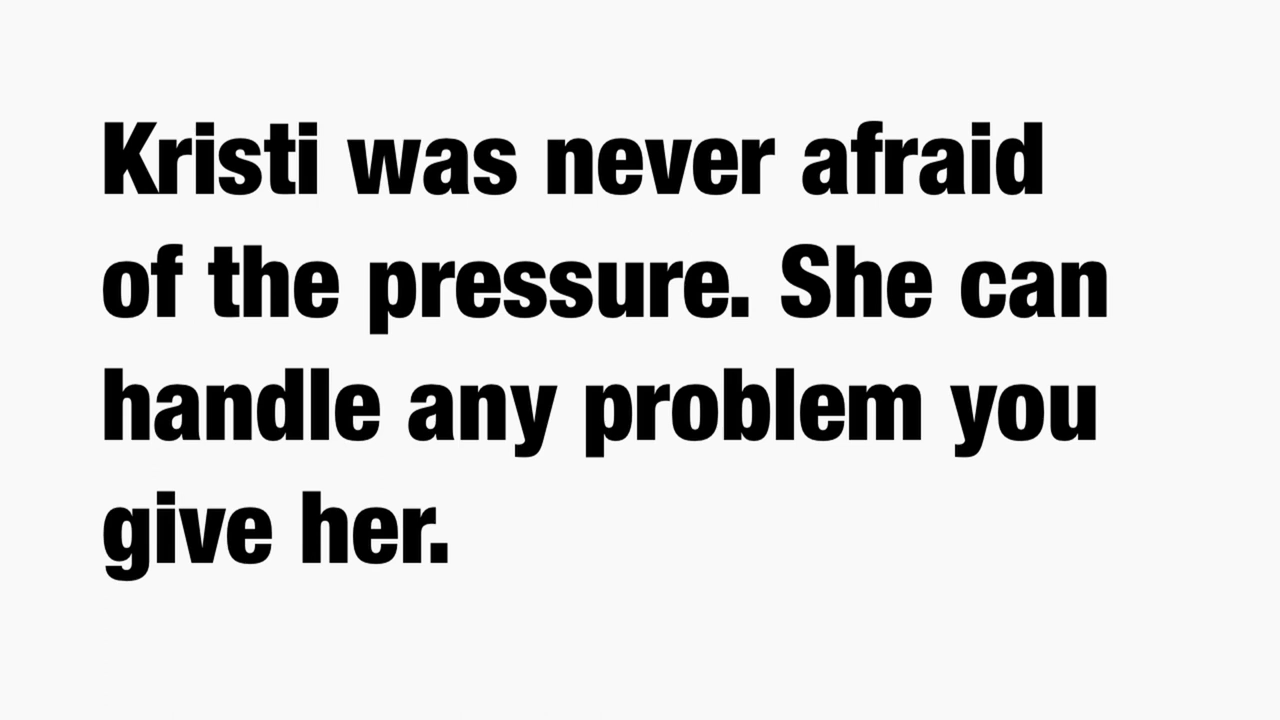 Kristi was never afraid
of the pressure. She can
handle any problem you
give her.